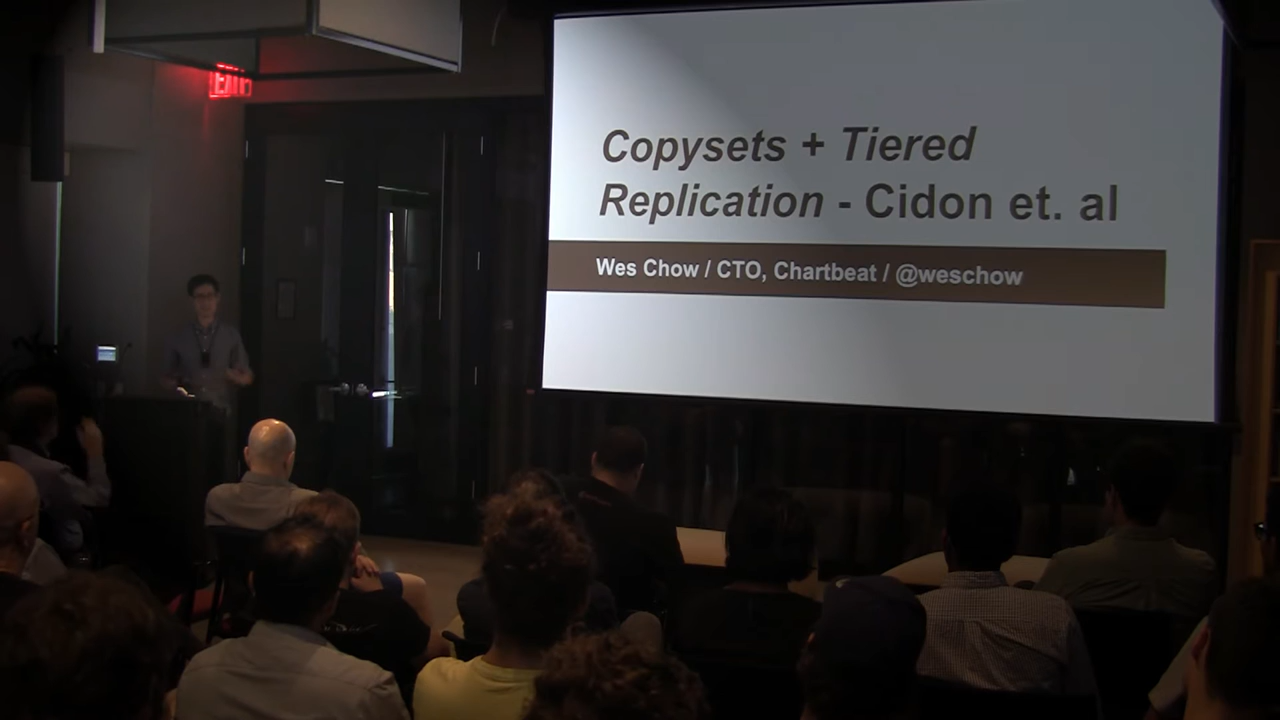 EXIT
Copysets + Tiered
Replication - Cidon et. al
Wes Chow / CTO, Chartbeat / @weschow